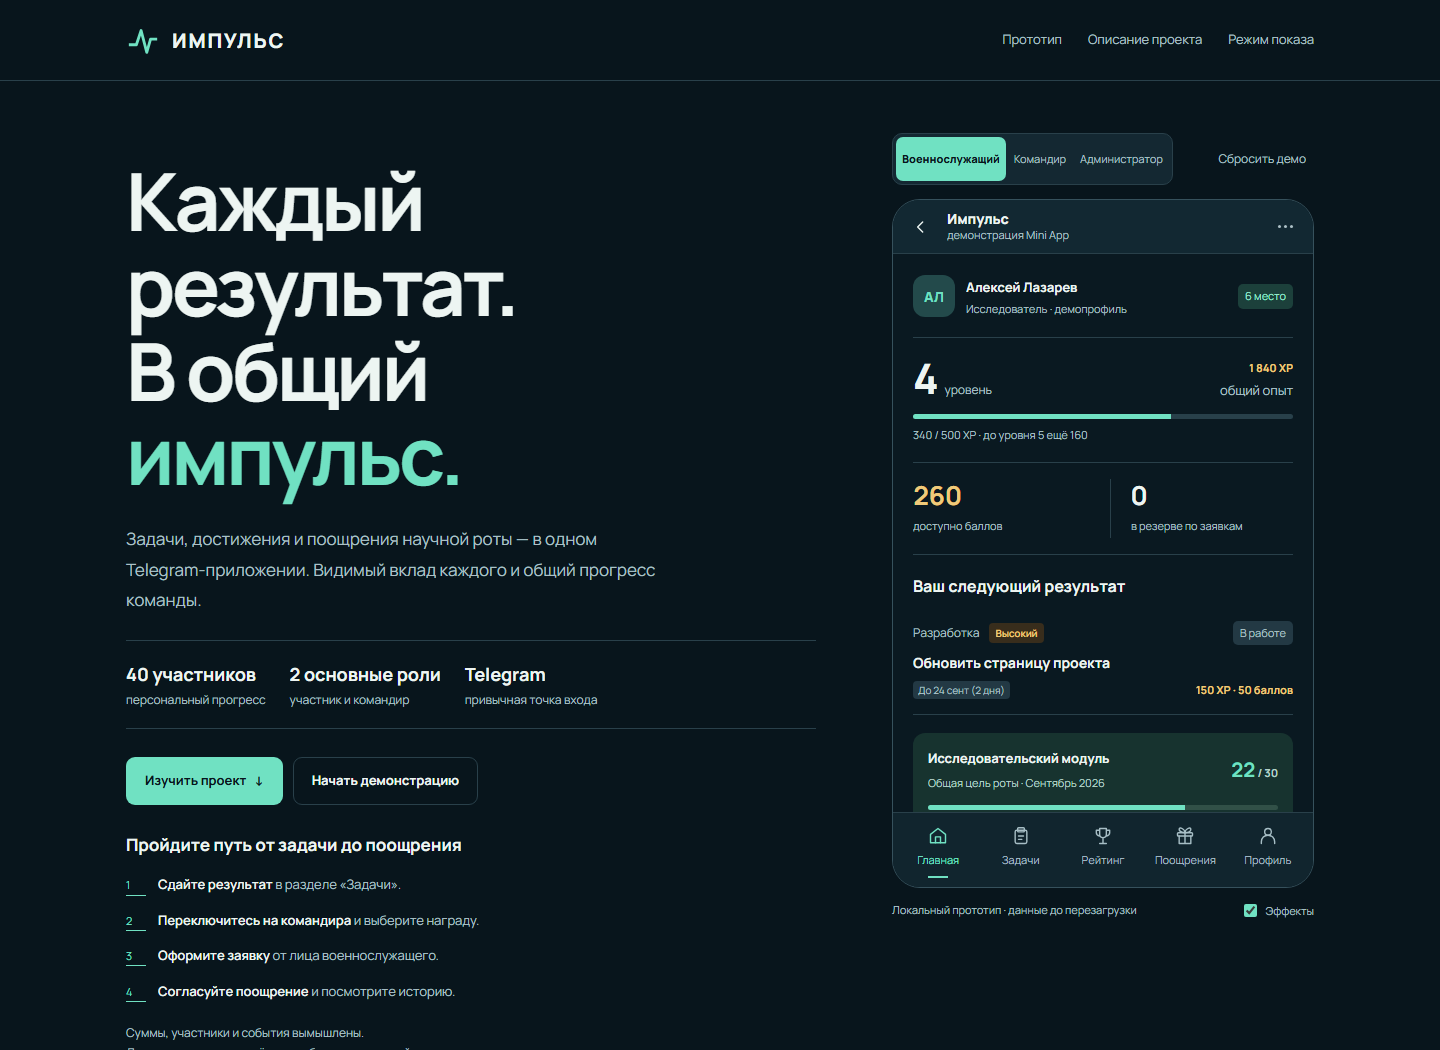 ИМПУЛЬС
Прототип
Описание проекта
Режим показа
Каждый
результат.
В общий
импульс.
Задачи, достижения и поощрения научной роты — в одном
Telegram-приложении. Видимый вклад каждого и общий прогресс
команды.
40 участников
персональный прогресс
2 основные роли
участник и командир
Telegram
привычная точка входа
Изучить проект ↓
Начать демонстрацию
Пройдите путь от задачи до поощрения
1 Сдайте результат в разделе «Задачи».
2 Переключитесь на командира и выберите награду.
3 Оформите заявку от лица военнослужащего.
4 Согласуйте поощрение и посмотрите историю.
Суммы, участники и события вымышлены.
Военнослужащий
Командир
Администратор
Сбросить демо
Импульс
демонстрация Mini App
АЛ
Алексей Лазарев
Исследователь · демопрофиль
6 место
4 уровень
1 840 XP
общий опыт
340 / 500 XP · до уровня 5 ещё 160
260
доступно баллов
0
в резерве по заявкам
Ваш следующий результат
Разработка
Высокий
В работе
Обновить страницу проекта
До 24 сент (2 дня)
150 XP · 50 баллов
Исследовательский модуль
Общая цель роты · Сентябрь 2026
22 / 30
Главная
Задачи
Рейтинг
Поощрения
Профиль
Локальный прототип · данные до перезагрузки
Эффекты